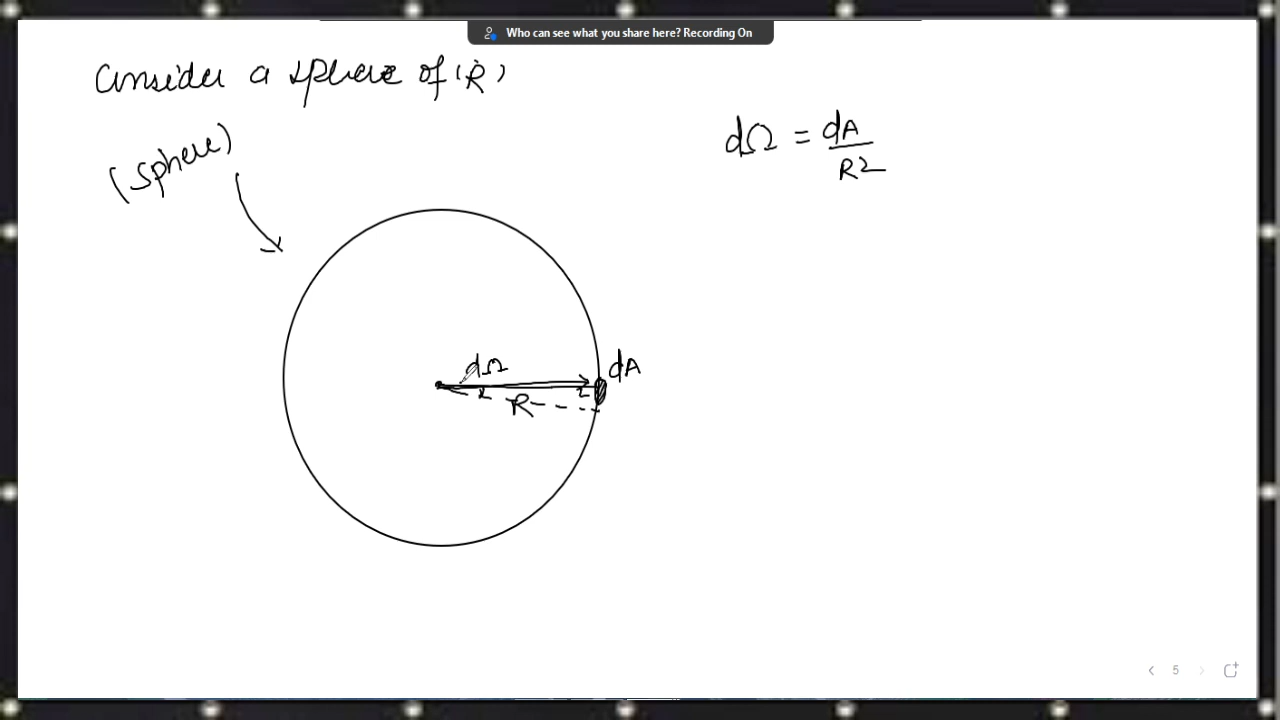 Who can see what you share here? Recording On
Consider a sphere of (R)
(sphere)
dΩ = dA
R2
dΩ
dA
R
5